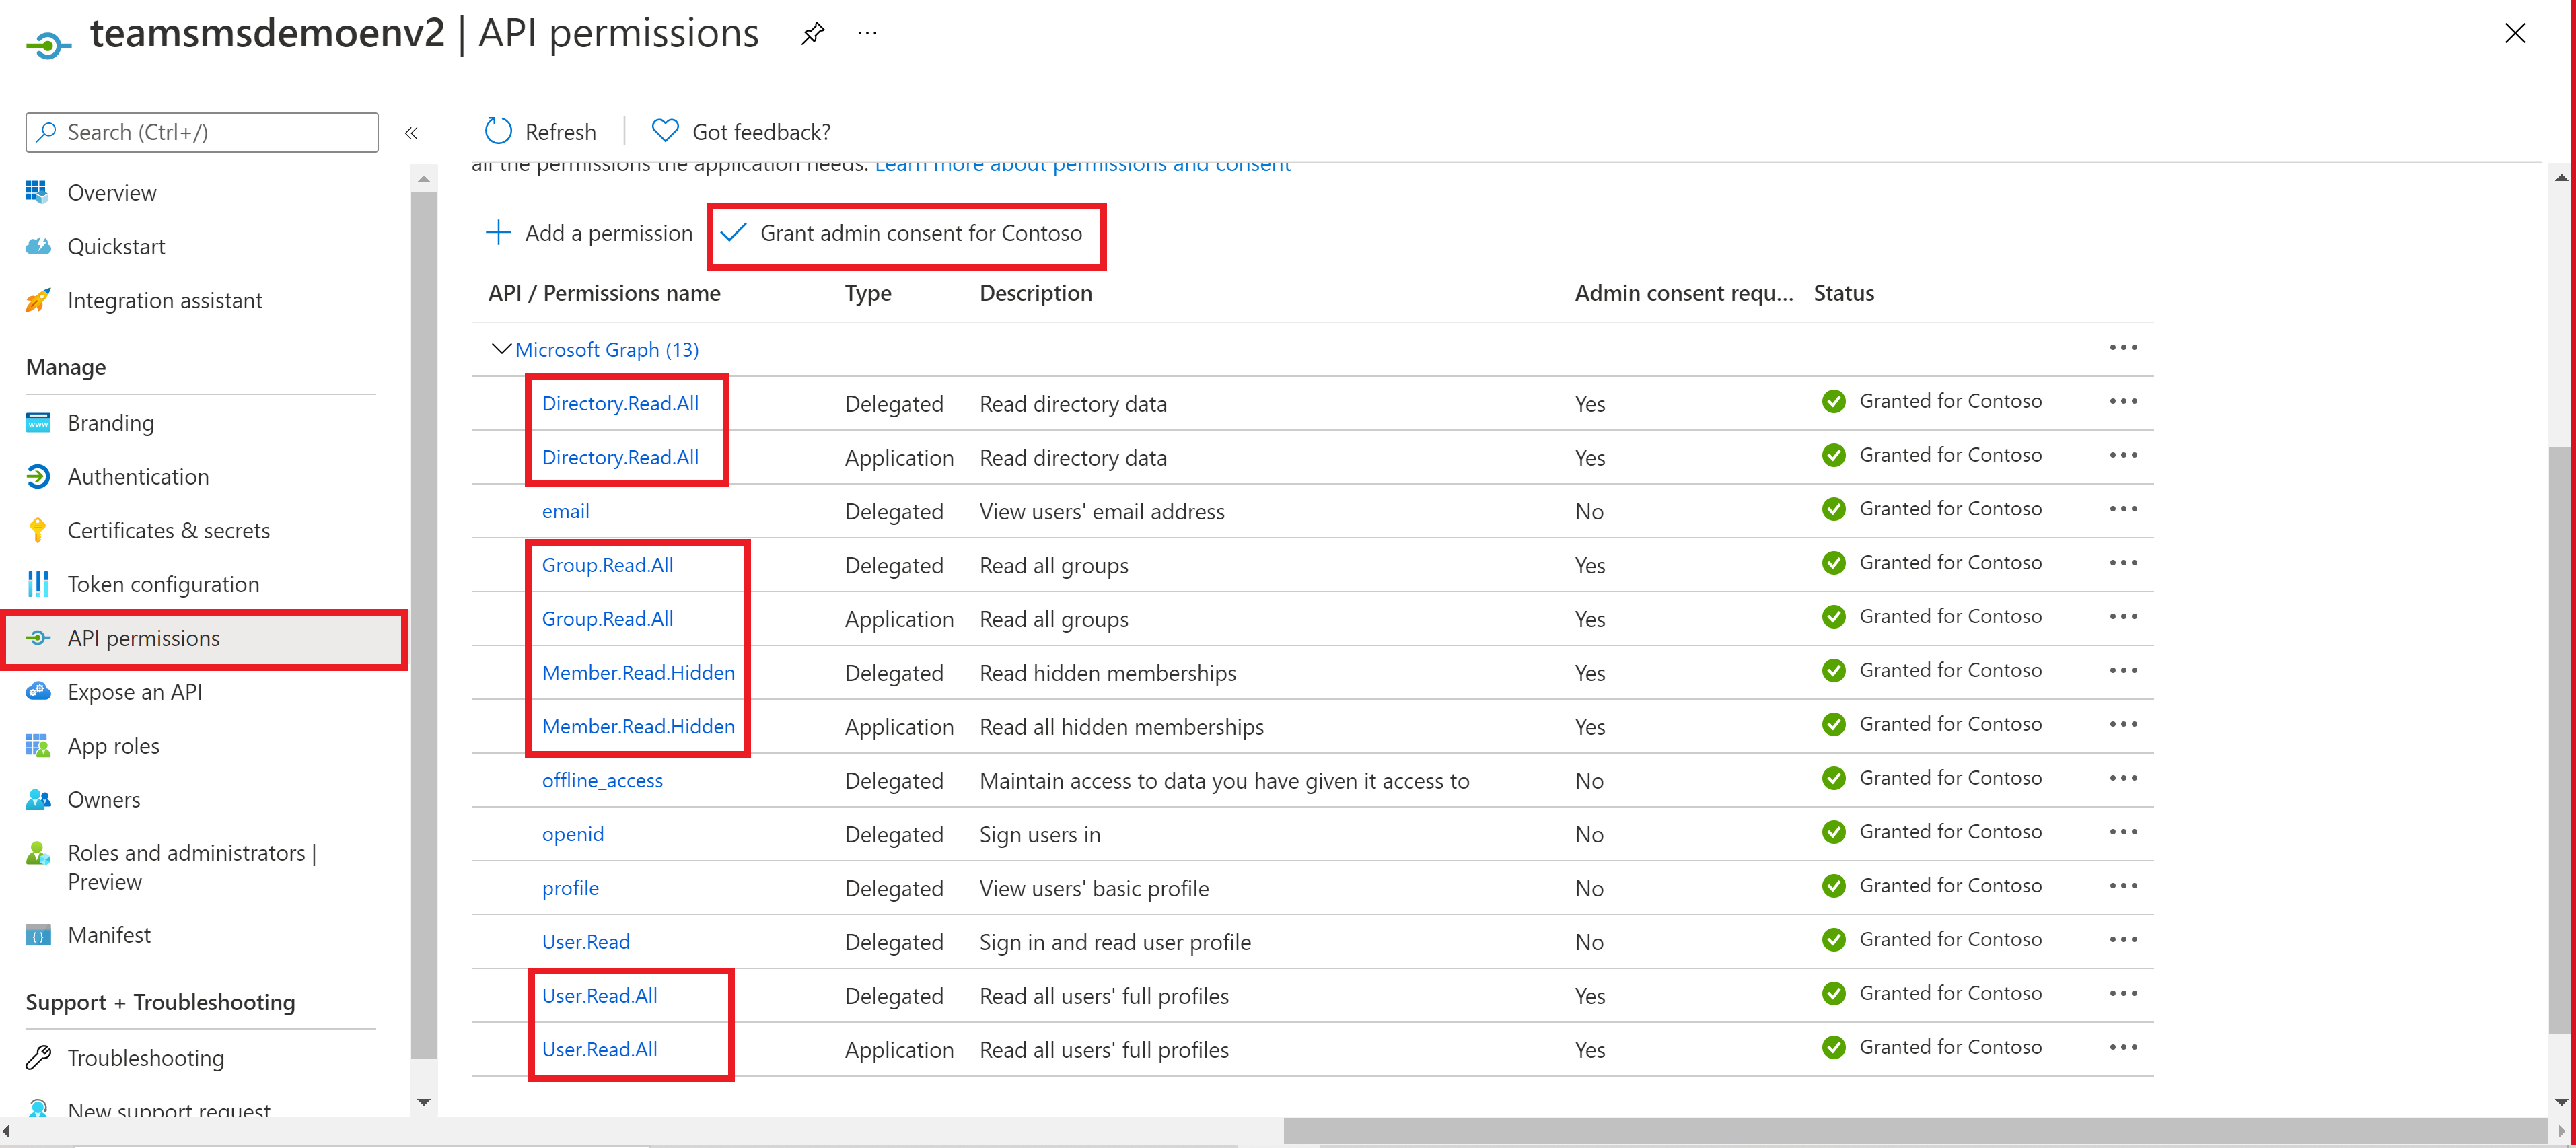 teamsmsdemoenv2 | API permissions
Search (Ctrl+/)
Refresh
Got feedback?
all the permissions the application needs. Learn more about permissions and consent
Overview
Quickstart
Integration assistant
Manage
Branding
Authentication
Certificates & secrets
Token configuration
API permissions
Expose an API
App roles
Owners
Roles and administrators |
Preview
Manifest
Support + Troubleshooting
Troubleshooting
New support request
Add a permission
Grant admin consent for Contoso
API / Permissions name Type Description Admin consent requ... Status
Microsoft Graph (13)
Directory.Read.All Delegated Read directory data Yes Granted for Contoso
Directory.Read.All Application Read directory data Yes Granted for Contoso
email Delegated View users' email address No Granted for Contoso
Group.Read.All Delegated Read all groups Yes Granted for Contoso
Group.Read.All Application Read all groups Yes Granted for Contoso
Member.Read.Hidden Delegated Read hidden memberships Yes Granted for Contoso
Member.Read.Hidden Application Read all hidden memberships Yes Granted for Contoso
offline_access Delegated Maintain access to data you have given it access to No Granted for Contoso
openid Delegated Sign users in No Granted for Contoso
profile Delegated View users' basic profile No Granted for Contoso
User.Read Delegated Sign in and read user profile No Granted for Contoso
User.Read.All Delegated Read all users' full profiles Yes Granted for Contoso
User.Read.All Application Read all users' full profiles Yes Granted for Contoso